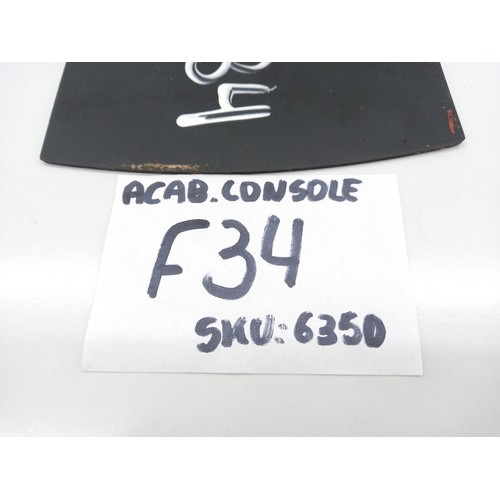 ACAB. CONSOLE
F34
SKU: 6350